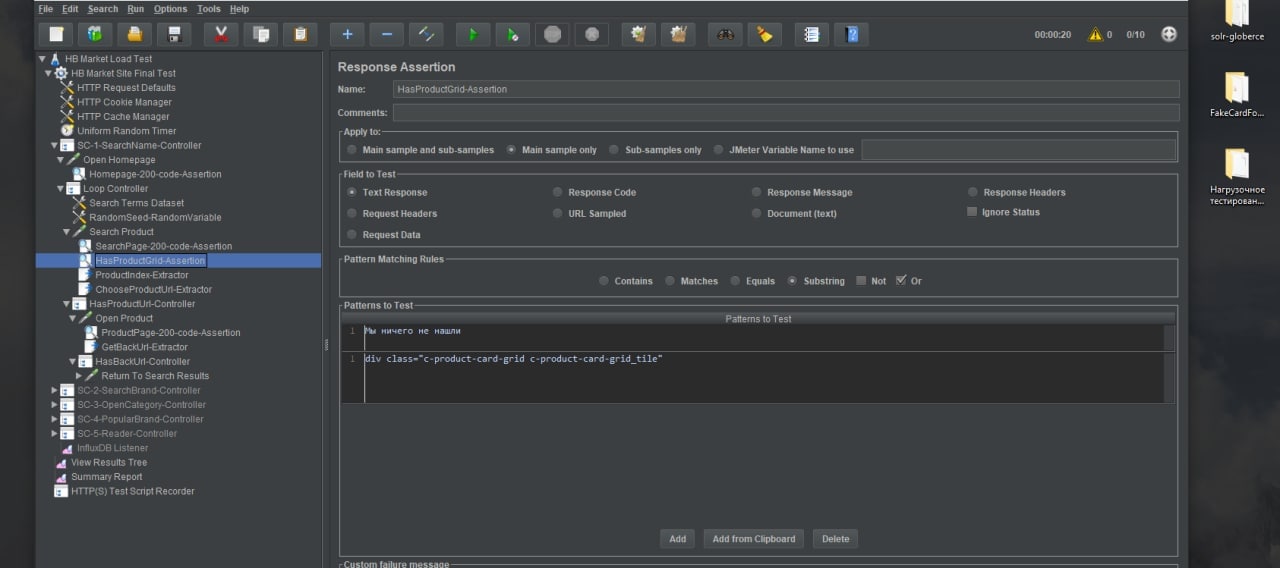 File Edit Search Run Options Tools Help
00:00:20 0 0/10
HB Market Load Test
HB Market Site Final Test
HTTP Request Defaults
HTTP Cookie Manager
HTTP Cache Manager
Uniform Random Timer
SC-1-SearchName-Controller
Open Homepage
Homepage-200-code-Assertion
Loop Controller
Search Terms Dataset
RandomSeed-RandomVariable
Search Product
SearchPage-200-code-Assertion
HasProductGrid-Assertion
ProductIndex-Extractor
ChooseProductUrl-Extractor
HasProductUrl-Controller
Open Product
ProductPage-200-code-Assertion
GetBackUrl-Extractor
HasBackUrl-Controller
Return To Search Results
SC-2-SearchBrand-Controller
SC-3-OpenCategory-Controller
SC-4-PopularBrand-Controller
SC-5-Reader-Controller
InfluxDB Listener
View Results Tree
Summary Report
HTTP(S) Test Script Recorder
Response Assertion
Name: HasProductGrid-Assertion
Comments:
Apply to:
Main sample and sub-samples Main sample only Sub-samples only JMeter Variable Name to use
Field to Test
Text Response Response Code Response Message Response Headers
Request Headers URL Sampled Document (text) Ignore Status
Request Data
Pattern Matching Rules
Contains Matches Equals Substring Not Or
Patterns to Test
Patterns to Test
1 Мы ничего не нашли
1 div class="c-product-card-grid c-product-card-grid_tile"
Add Add from Clipboard Delete
Custom failure message
solr-globerce
FakeCardFo...
Нагрузочное
тестирован...